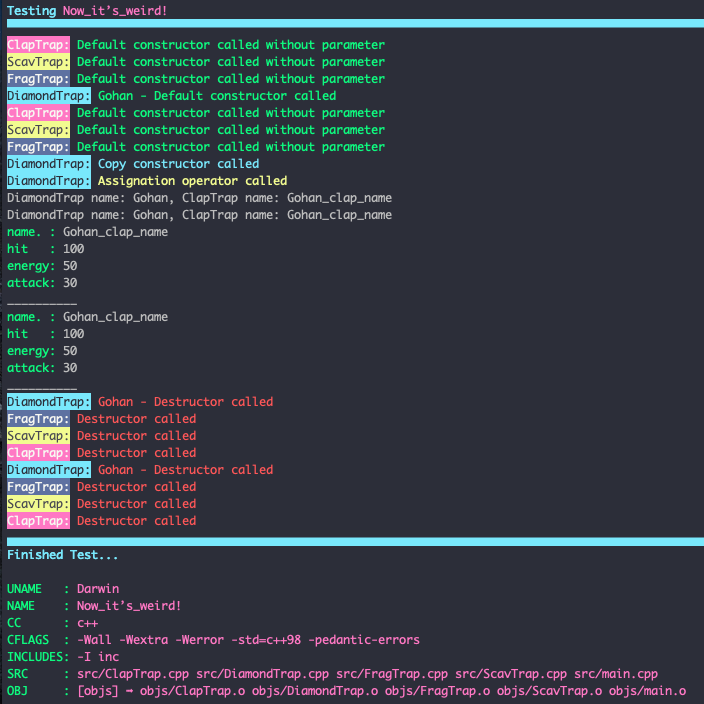 Testing Now_it’s_weird!
ClapTrap: Default constructor called without parameter
ScavTrap: Default constructor called without parameter
FragTrap: Default constructor called without parameter
DiamondTrap: Gohan - Default constructor called
ClapTrap: Default constructor called without parameter
ScavTrap: Default constructor called without parameter
FragTrap: Default constructor called without parameter
DiamondTrap: Copy constructor called
DiamondTrap: Assignation operator called
DiamondTrap name: Gohan, ClapTrap name: Gohan_clap_name
DiamondTrap name: Gohan, ClapTrap name: Gohan_clap_name
name. : Gohan_clap_name
hit   : 100
energy: 50
attack: 30
__________
name. : Gohan_clap_name
hit   : 100
energy: 50
attack: 30
__________
DiamondTrap: Gohan - Destructor called
FragTrap: Destructor called
ScavTrap: Destructor called
ClapTrap: Destructor called
DiamondTrap: Gohan - Destructor called
FragTrap: Destructor called
ScavTrap: Destructor called
ClapTrap: Destructor called
Finished Test...
UNAME   : Darwin
NAME    : Now_it’s_weird!
CC      : c++
CFLAGS  : -Wall -Wextra -Werror -std=c++98 -pedantic-errors
INCLUDES: -I inc
SRC     : src/ClapTrap.cpp src/DiamondTrap.cpp src/FragTrap.cpp src/ScavTrap.cpp src/main.cpp
OBJ     : [objs] → objs/ClapTrap.o objs/DiamondTrap.o objs/FragTrap.o objs/ScavTrap.o objs/main.o